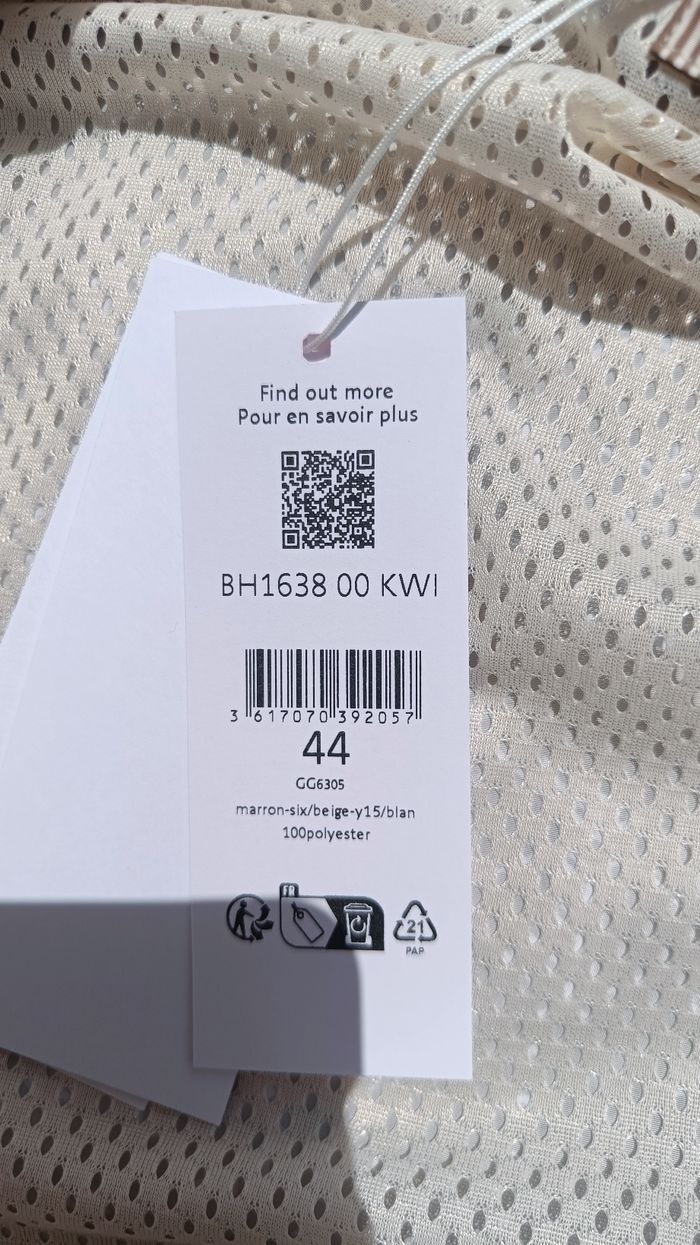 Find out more
Pour en savoir plus
BH1638 00 KWI
3 617070 392057
44
GG6305
marron-six/beige-y15/blan
100polyester
FR
21
PAP